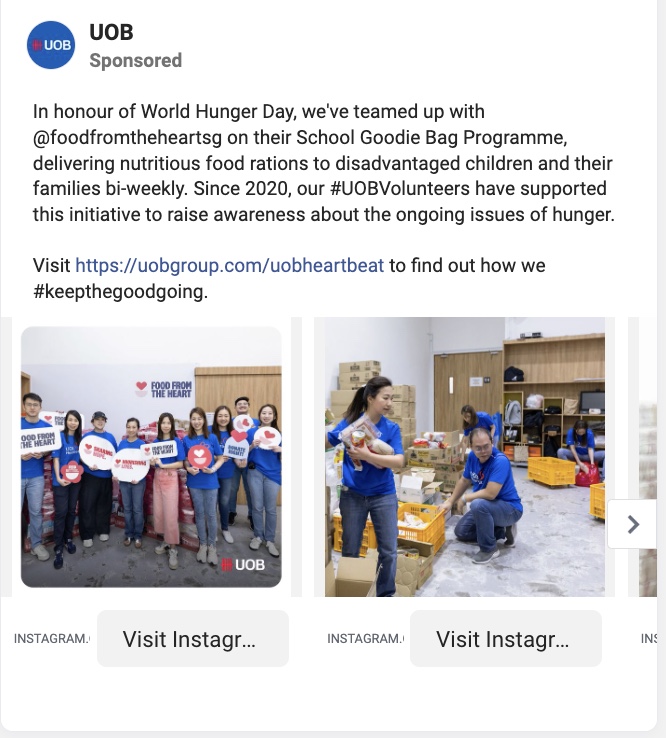 UOB
UOB
Sponsored
In honour of World Hunger Day, we've teamed up with
@foodfromtheheartsg on their School Goodie Bag Programme,
delivering nutritious food rations to disadvantaged children and their
families bi-weekly. Since 2020, our #UOBVolunteers have supported
this initiative to raise awareness about the ongoing issues of hunger.
Visit https://uobgroup.com/uobheartbeat to find out how we
#keepthegoodgoing.
FOOD FROM
THE HEART
FOOD FROM
THE HEART
UOB
INSTAGRAM.
Visit Instagr...
INSTAGRAM.
Visit Instagr...
INS